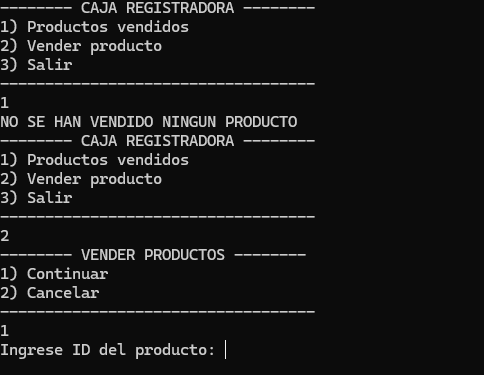 -------- CAJA REGISTRADORA --------
1) Productos vendidos
2) Vender producto
3) Salir
-----------------------------------
1
NO SE HAN VENDIDO NINGUN PRODUCTO
-------- CAJA REGISTRADORA --------
1) Productos vendidos
2) Vender producto
3) Salir
-----------------------------------
2
-------- VENDER PRODUCTOS --------
1) Continuar
2) Cancelar
-----------------------------------
1
Ingrese ID del producto: